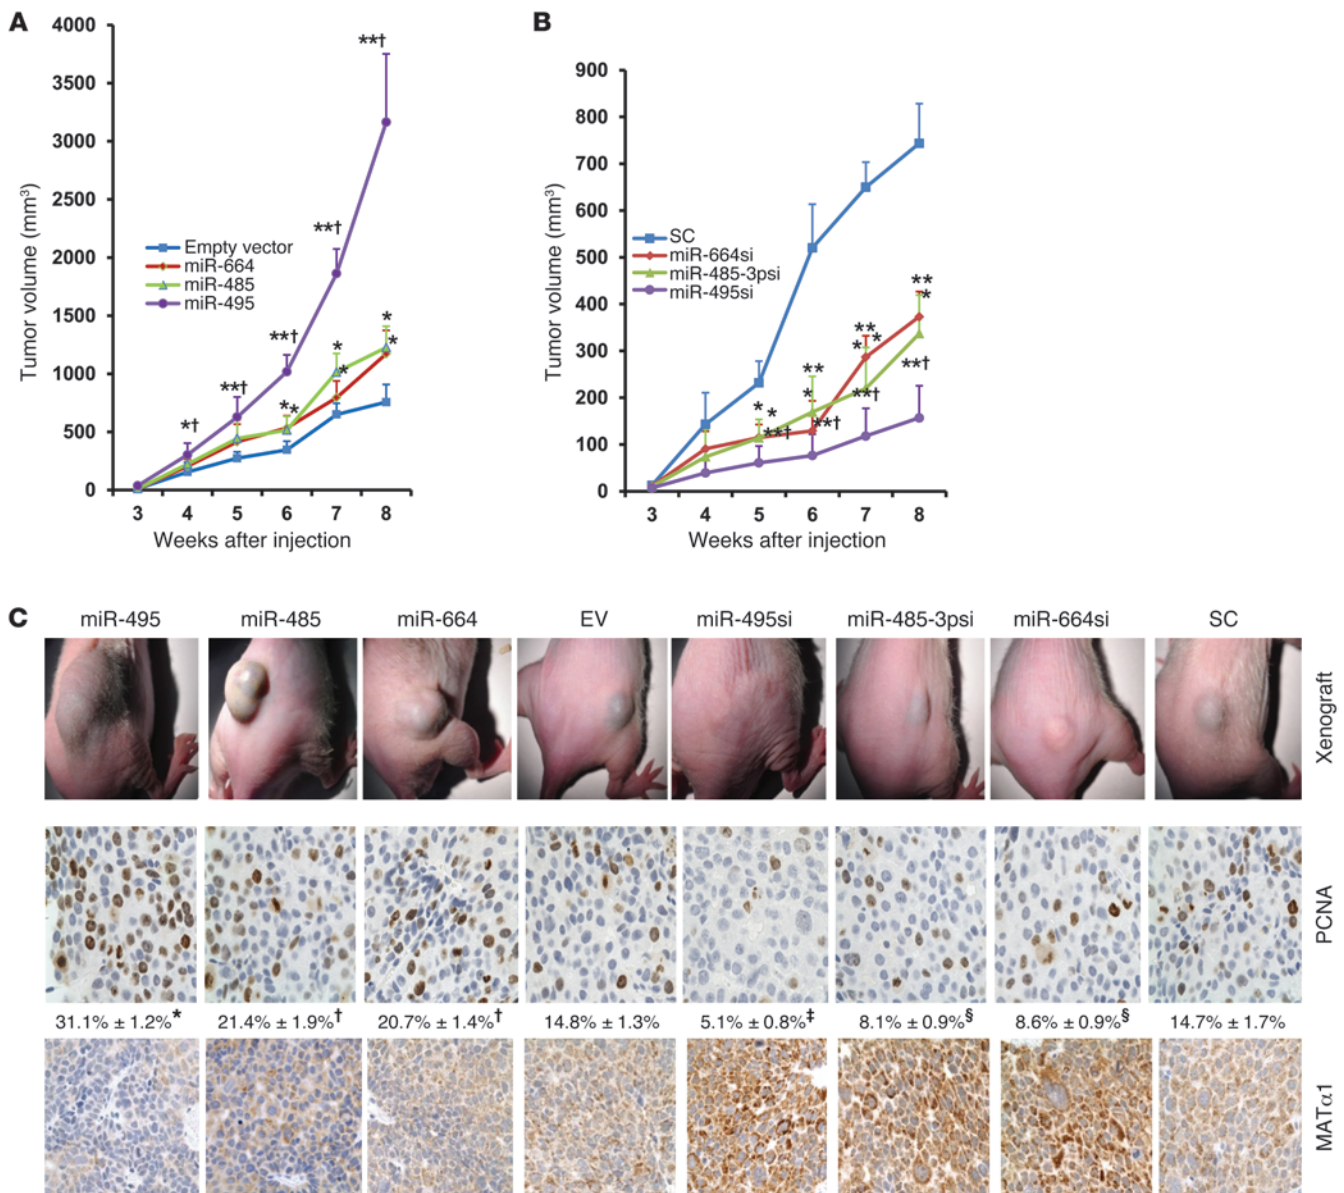 A
4000
3500
3000
2500
2000
1500
1000
500
0
Tumor volume (mm³)
Empty vector
miR-664
miR-485
miR-495
*†
**†
**†
**†
**†
*
*
*
*
*
*
3 4 5 6 7 8
Weeks after injection
B
900
800
700
600
500
400
300
200
100
0
Tumor volume (mm³)
SC
miR-664si
miR-485-3psi
miR-495si
*
*
**†
**
*
**†
**
*
*
**†
**
*
**†
3 4 5 6 7 8
Weeks after injection
C
miR-495 miR-485 miR-664 EV miR-495si miR-485-3psi miR-664si SC
Xenograft
PCNA
31.1% ± 1.2%* 21.4% ± 1.9%† 20.7% ± 1.4%† 14.8% ± 1.3% 5.1% ± 0.8%‡ 8.1% ± 0.9%§ 8.6% ± 0.9%§ 14.7% ± 1.7%
MATα1